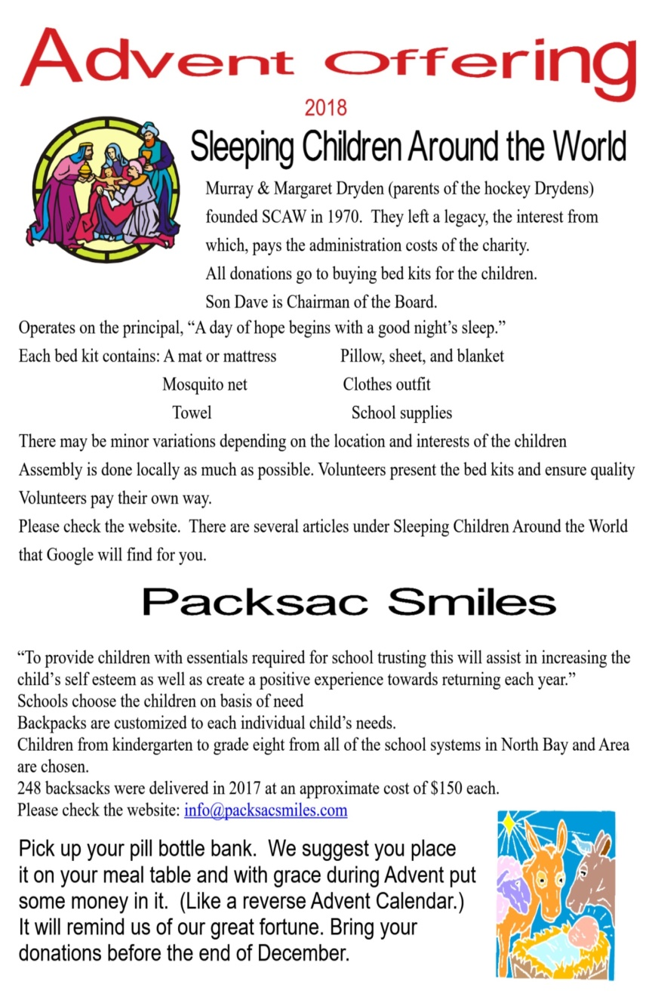 Advent Offering
2018
Sleeping Children Around the World
Murray & Margaret Dryden (parents of the hockey Drydens)
founded SCAW in 1970.  They left a legacy, the interest from
which, pays the administration costs of the charity.
All donations go to buying bed kits for the children.
Son Dave is Chairman of the Board.
Operates on the principal, “A day of hope begins with a good night’s sleep.”
Each bed kit contains: A mat or mattress Pillow, sheet, and blanket
Mosquito net Clothes outfit
Towel School supplies
There may be minor variations depending on the location and interests of the children
Assembly is done locally as much as possible. Volunteers present the bed kits and ensure quality
Volunteers pay their own way.
Please check the website.  There are several articles under Sleeping Children Around the World
that Google will find for you.
Packsac Smiles
“To provide children with essentials required for school trusting this will assist in increasing the
child’s self esteem as well as create a positive experience towards returning each year.”
Schools choose the children on basis of need
Backpacks are customized to each individual child’s needs.
Children from kindergarten to grade eight from all of the school systems in North Bay and Area
are chosen.
248 backsacks were delivered in 2017 at an approximate cost of $150 each.
Please check the website: info@packsacsmiles.com
Pick up your pill bottle bank.  We suggest you place
it on your meal table and with grace during Advent put
some money in it.  (Like a reverse Advent Calendar.)
It will remind us of our great fortune. Bring your
donations before the end of December.